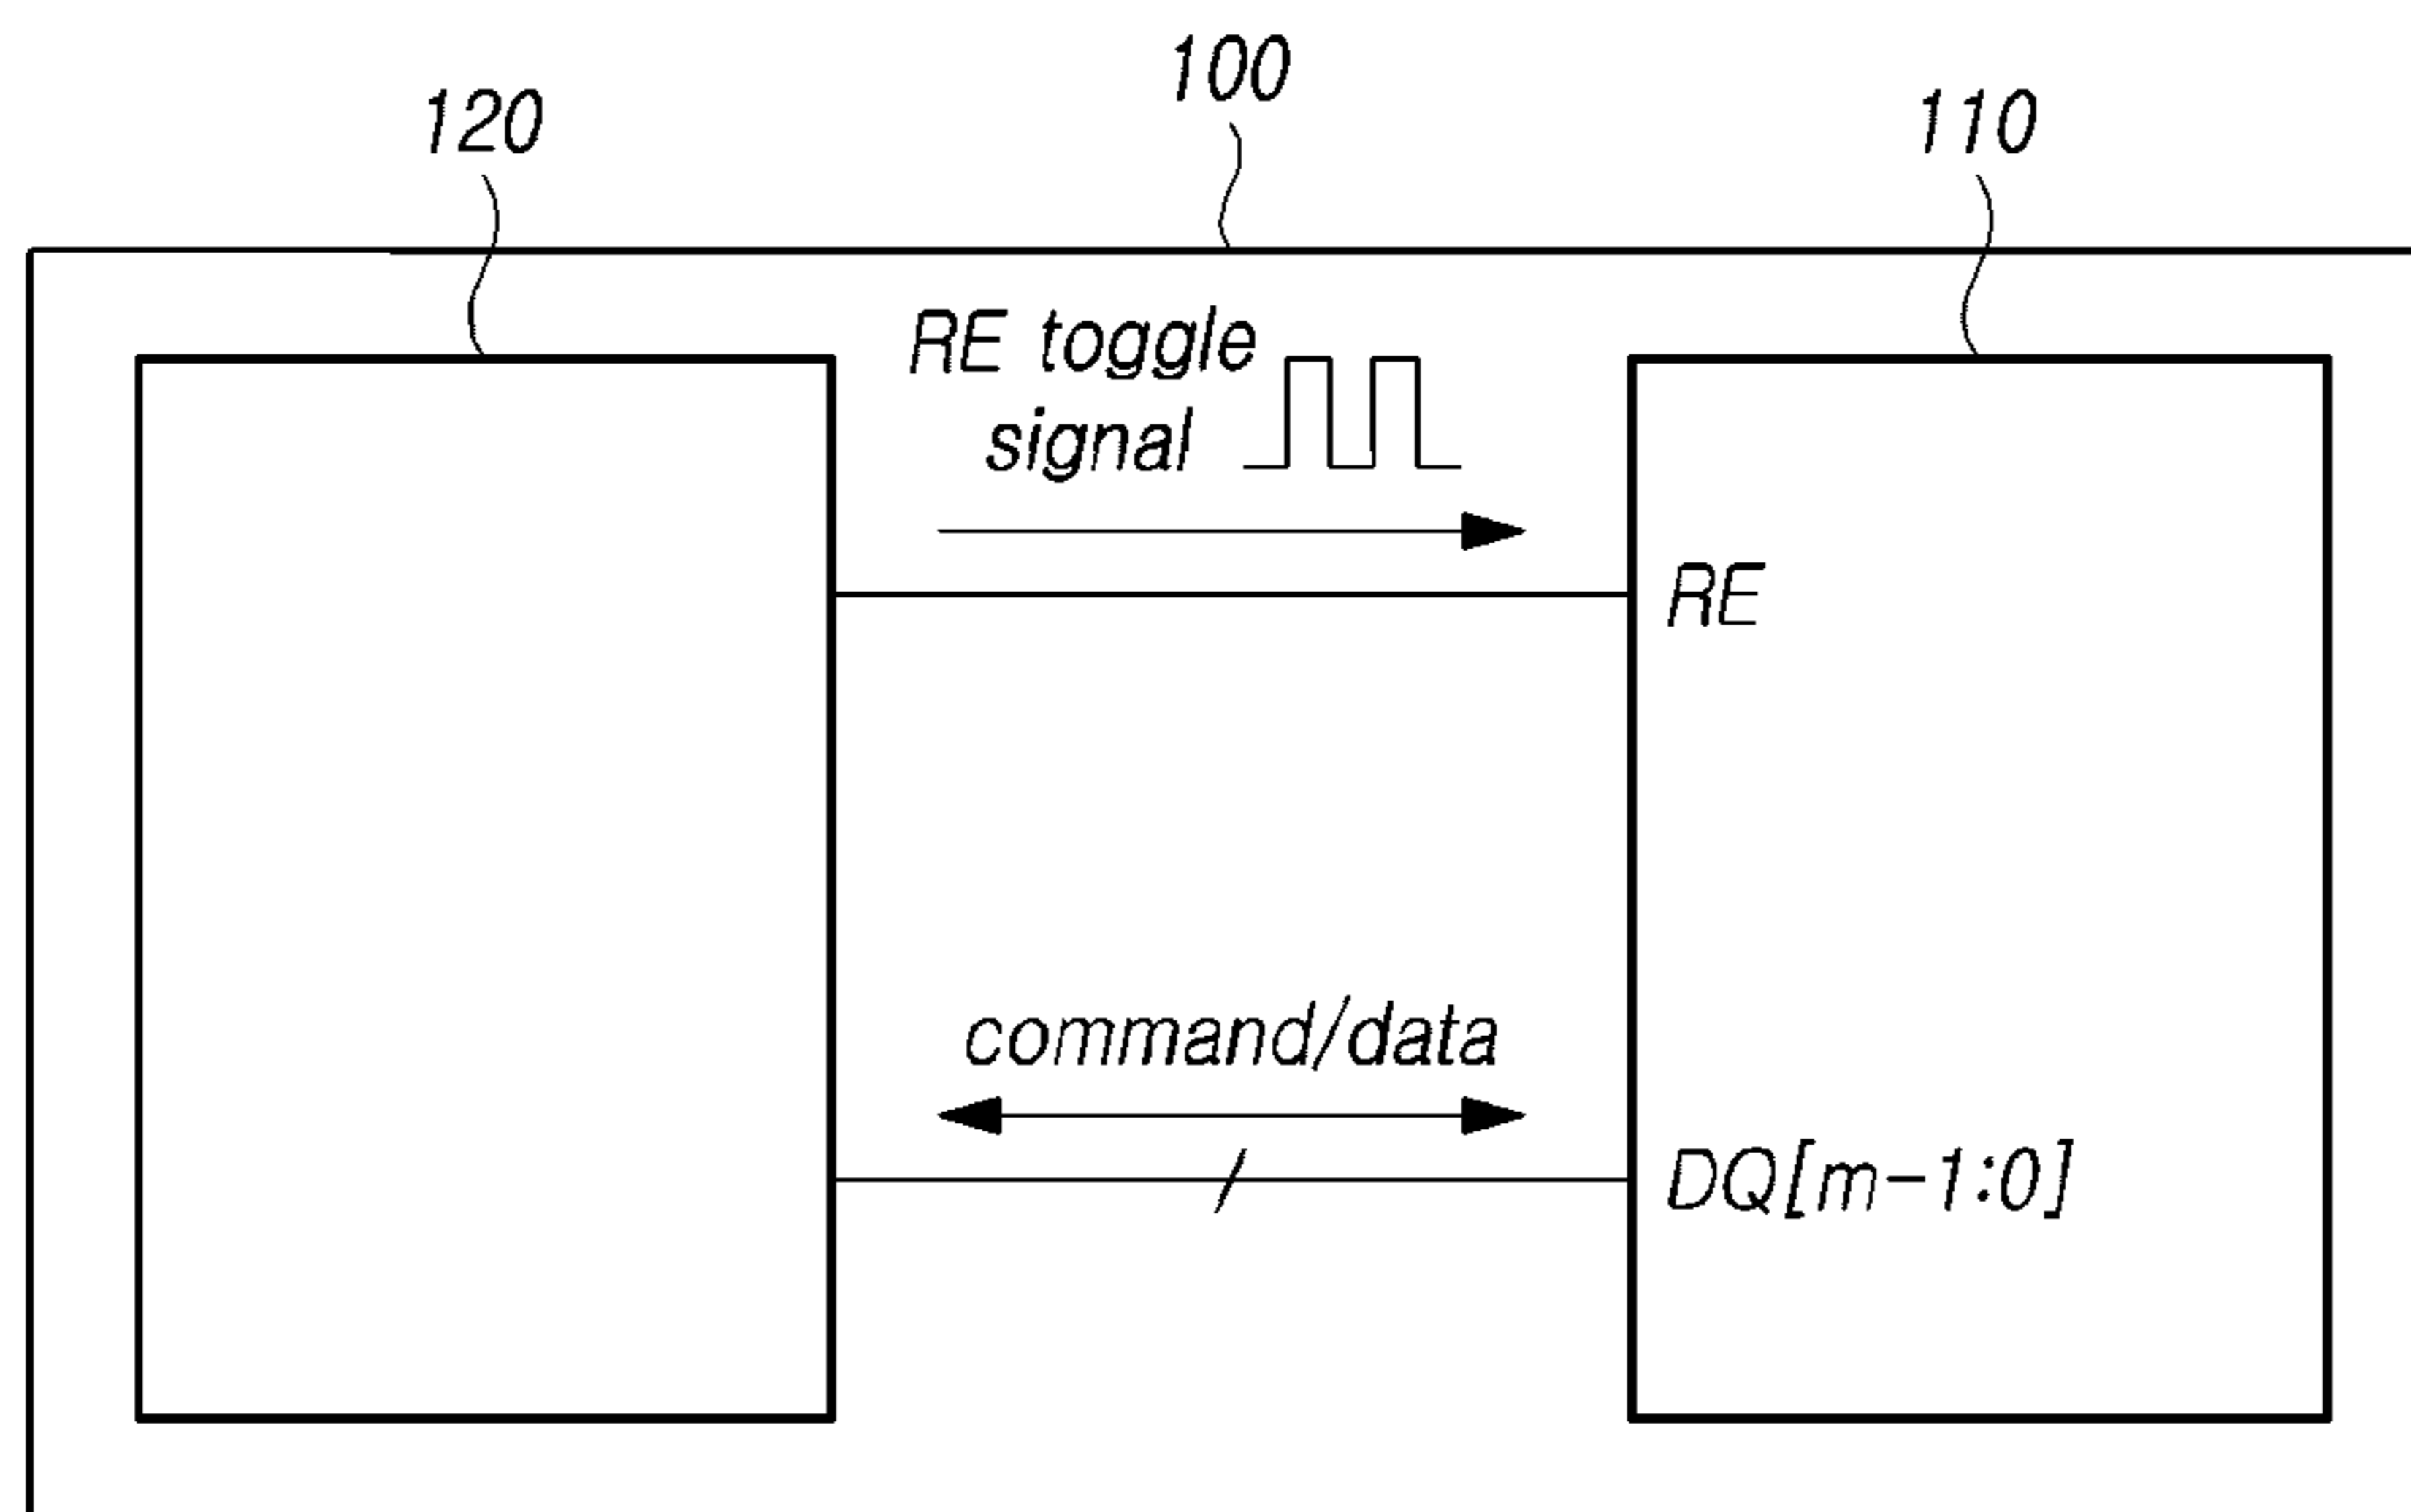 100
120
110
RE toggle
signal
RE
command/data
DQ[m-1:0]